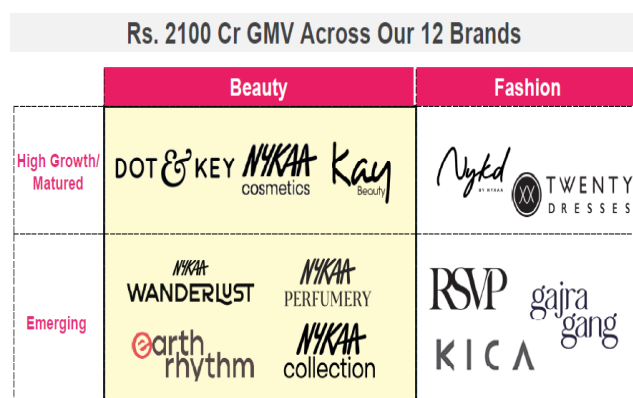 Rs. 2100 Cr GMV Across Our 12 Brands
Beauty
Fashion
High Growth/
Matured
DOT & KEY
NYKAA
cosmetics
Kay
Beauty
Nykd
BY NYKAA
TWENTY
DRESSES
Emerging
NYKAA
WANDERLUST
NYKAA
PERFUMERY
earth
rhythm
NYKAA
collection
RSVP
gajra
gang
KICA